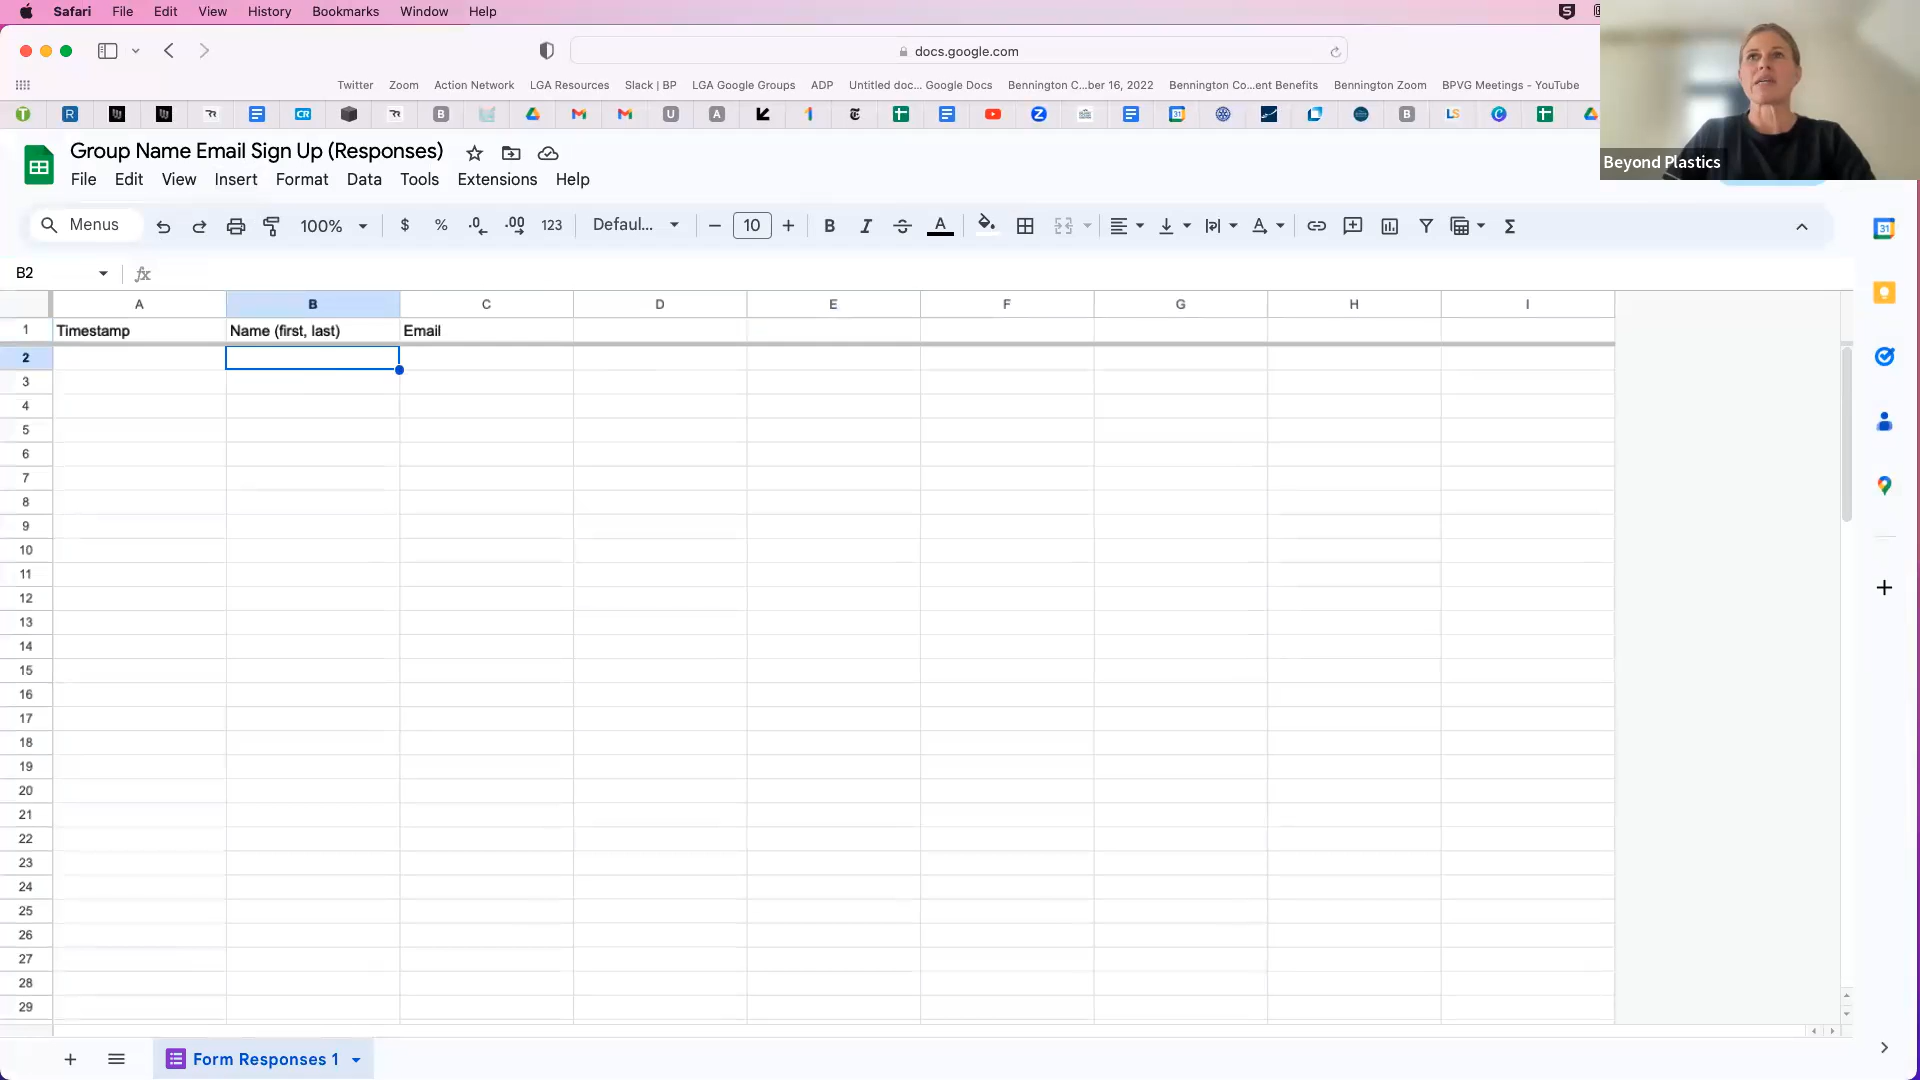 Safari File Edit View History Bookmarks Window Help
docs.google.com
Twitter Zoom Action Network LGA Resources Slack | BP LGA Google Groups ADP Untitled doc... Google Docs Bennington C...ber 16, 2022 Bennington Co...ent Benefits Bennington Zoom BPVG Meetings - YouTube
Beyond Plastics
Group Name Email Sign Up (Responses)
File Edit View Insert Format Data Tools Extensions Help
Menus 100% $ % .0 .00 123 Defaul... 10 B I S A
B2 fx
A B C D E F G H I
1 Timestamp Name (first, last) Email
2
3
4
5
6
7
8
9
10
11
12
13
14
15
16
17
18
19
20
21
22
23
24
25
26
27
28
29
Form Responses 1